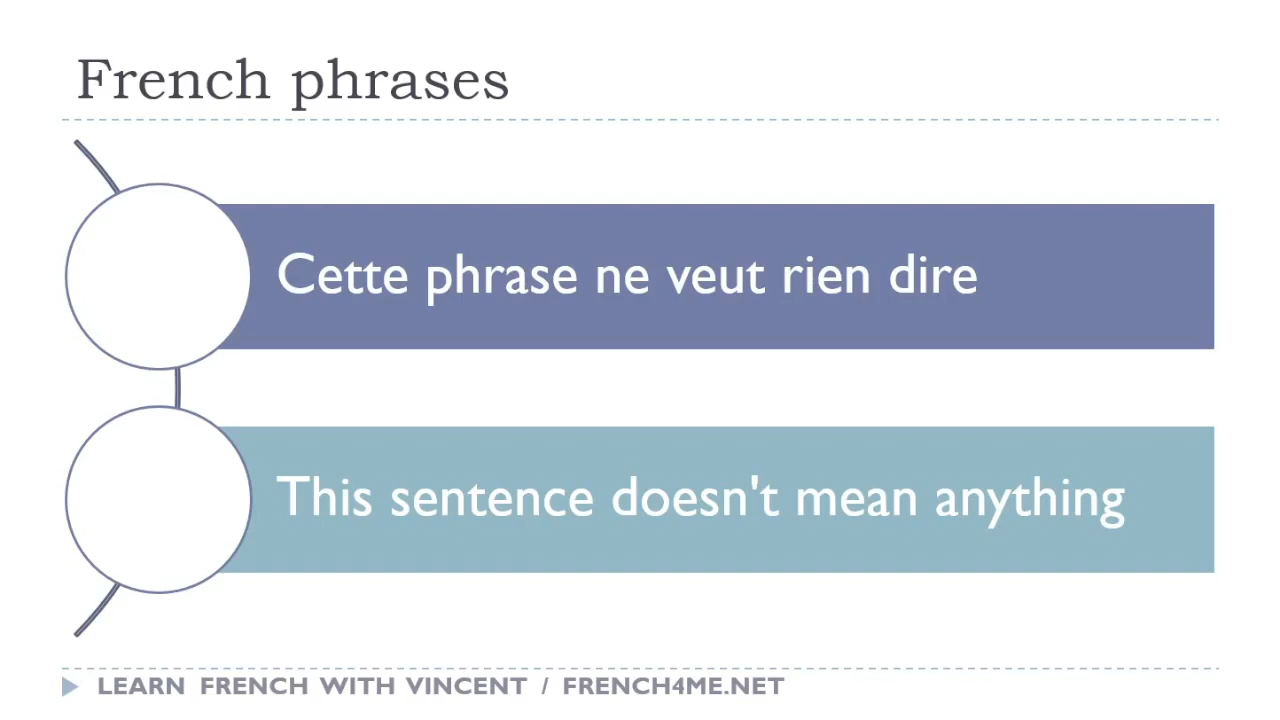 French phrases
Cette phrase ne veut rien dire
This sentence doesn't mean anything
LEARN FRENCH WITH VINCENT / FRENCH4ME.NET